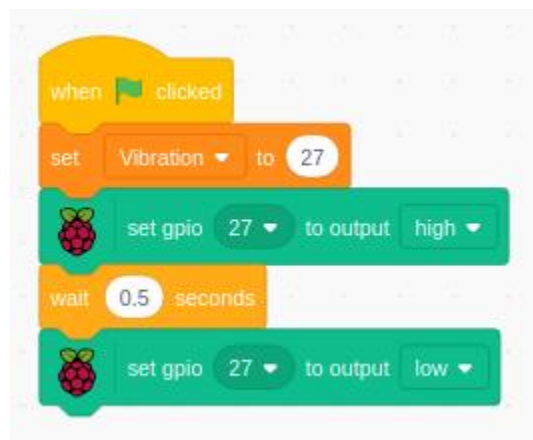 when clicked
set Vibration to 27
set gpio 27 to output high
wait 0.5 seconds
set gpio 27 to output low